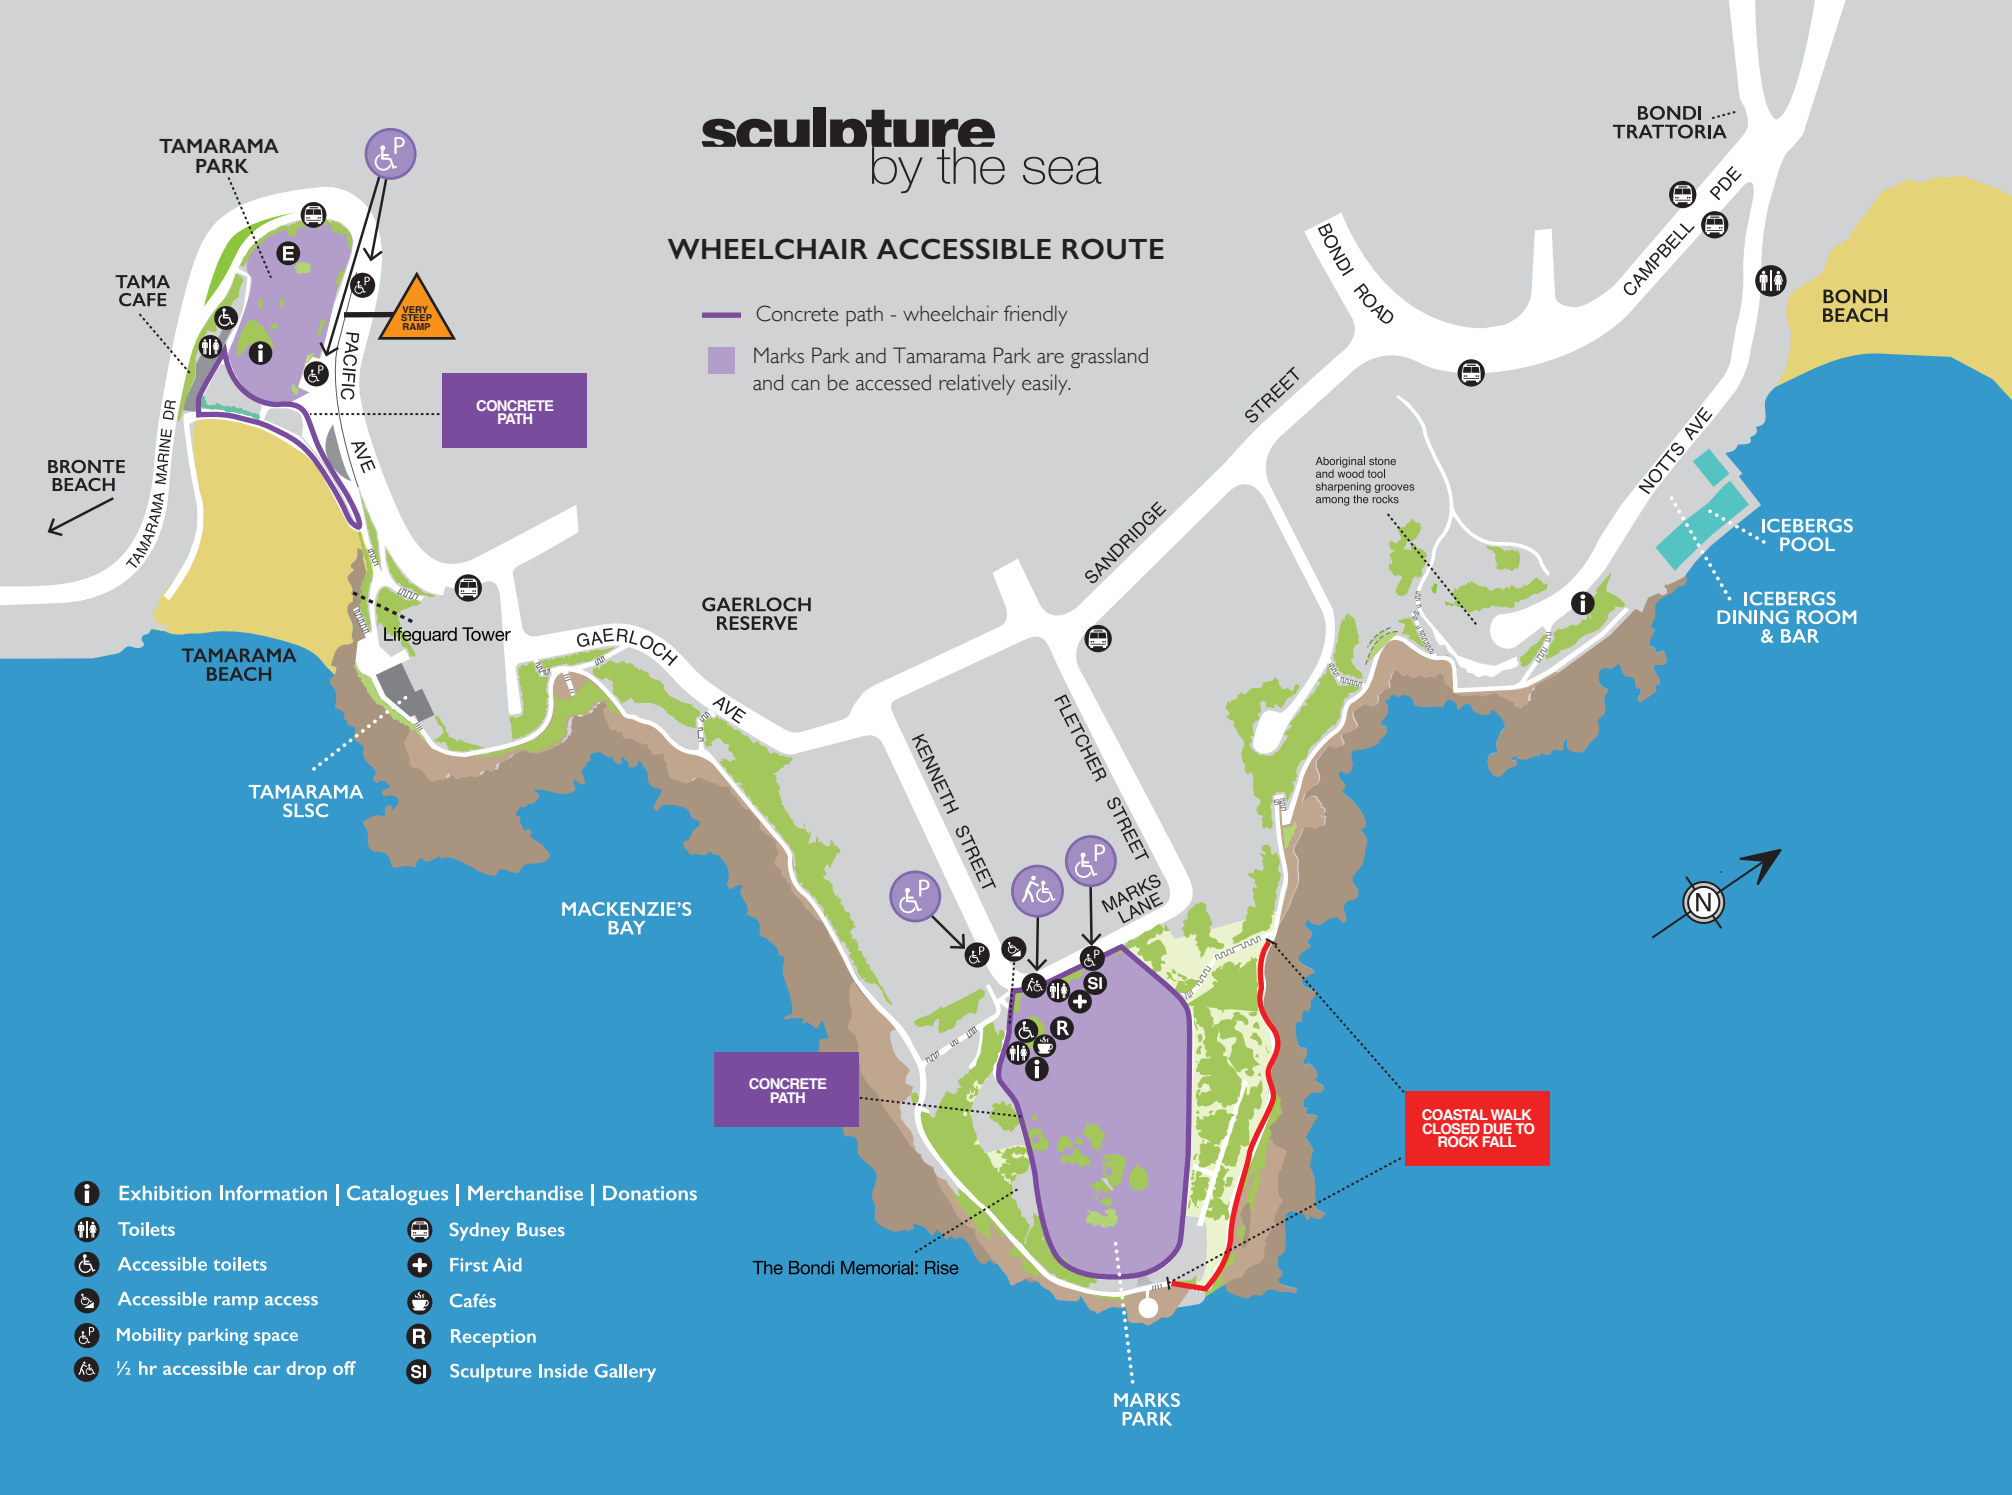 sculpture
by the sea
WHEELCHAIR ACCESSIBLE ROUTE
Concrete path - wheelchair friendly
Marks Park and Tamarama Park are grassland
and can be accessed relatively easily.
TAMARAMA
PARK
P
E
TAMA
CAFE
P
VERY
STEEP
RAMP
i
P
PACIFIC
AVE
CONCRETE
PATH
BRONTE
BEACH
TAMARAMA MARINE DR
TAMARAMA
BEACH
Lifeguard Tower
TAMARAMA
SLSC
GAERLOCH
AVE
GAERLOCH
RESERVE
MACKENZIE'S
BAY
KENNETH STREET
FLETCHER STREET
MARKS
LANE
SANDRIDGE
STREET
BONDI ROAD
CAMPBELL PDE
BONDI
TRATTORIA
BONDI
BEACH
NOTTS AVE
Aboriginal stone
and wood tool
sharpening grooves
among the rocks
i
ICEBERGS
POOL
ICEBERGS
DINING ROOM
& BAR
N
P
P
P
P
SI
R
i
CONCRETE
PATH
COASTAL WALK
CLOSED DUE TO
ROCK FALL
The Bondi Memorial: Rise
MARKS
PARK
i Exhibition Information | Catalogues | Merchandise | Donations
Toilets
Accessible toilets
Accessible ramp access
P Mobility parking space
½ hr accessible car drop off
Sydney Buses
First Aid
Cafés
R Reception
SI Sculpture Inside Gallery